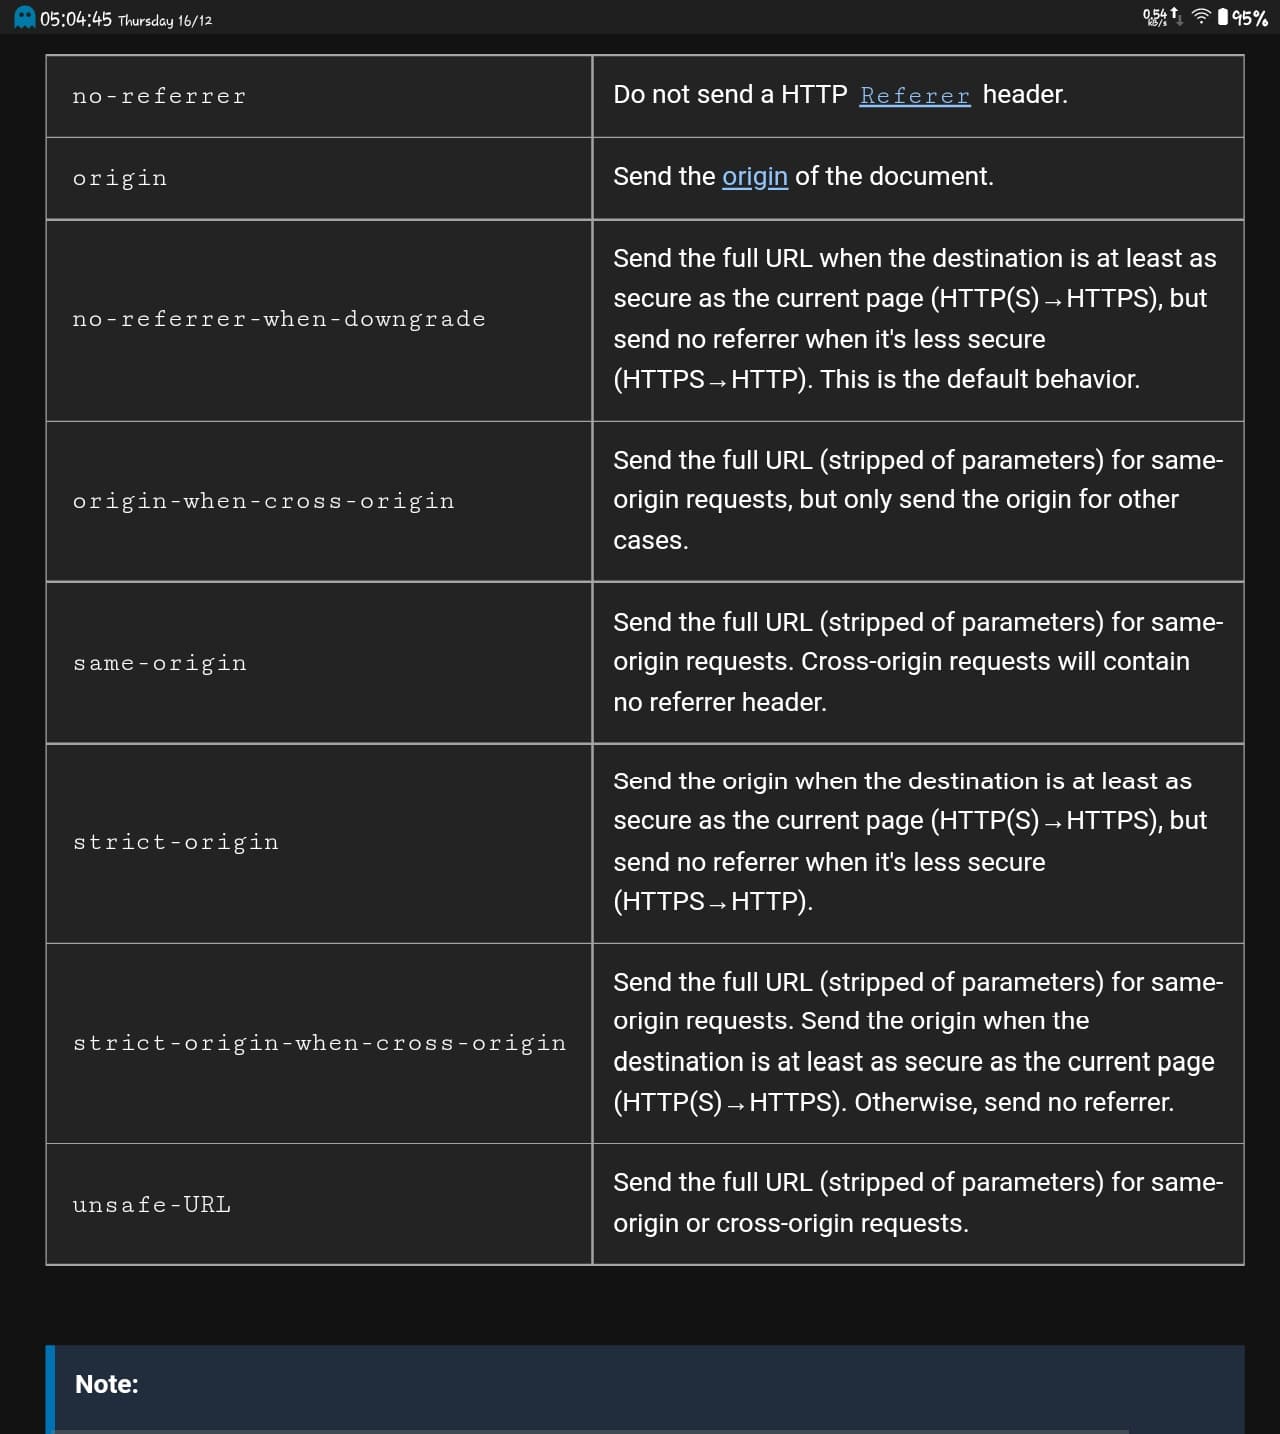 05:04:45 Thursday 16/12
0.54 kB/s 95%
no-referrer
Do not send a HTTP Referer header.
origin
Send the origin of the document.
no-referrer-when-downgrade
Send the full URL when the destination is at least as
secure as the current page (HTTP(S)→HTTPS), but
send no referrer when it's less secure
(HTTPS→HTTP). This is the default behavior.
origin-when-cross-origin
Send the full URL (stripped of parameters) for same-
origin requests, but only send the origin for other
cases.
same-origin
Send the full URL (stripped of parameters) for same-
origin requests. Cross-origin requests will contain
no referrer header.
strict-origin
Send the origin when the destination is at least as
secure as the current page (HTTP(S)→HTTPS), but
send no referrer when it's less secure
(HTTPS→HTTP).
strict-origin-when-cross-origin
Send the full URL (stripped of parameters) for same-
origin requests. Send the origin when the
destination is at least as secure as the current page
(HTTP(S)→HTTPS). Otherwise, send no referrer.
unsafe-URL
Send the full URL (stripped of parameters) for same-
origin or cross-origin requests.
Note: